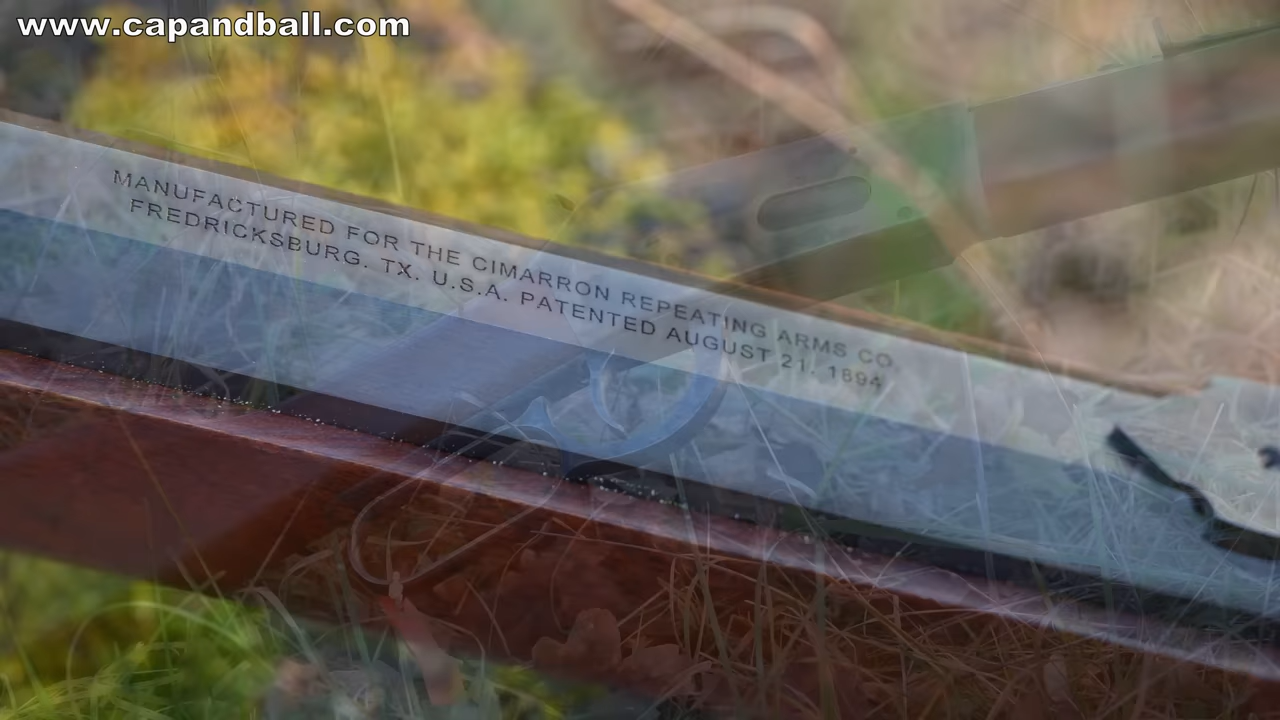 www.capandball.com
MANUFACTURED FOR THE CIMARRON REPEATING ARMS CO.
FREDRICKSBURG. TX. U.S.A. PATENTED AUGUST 21. 1894